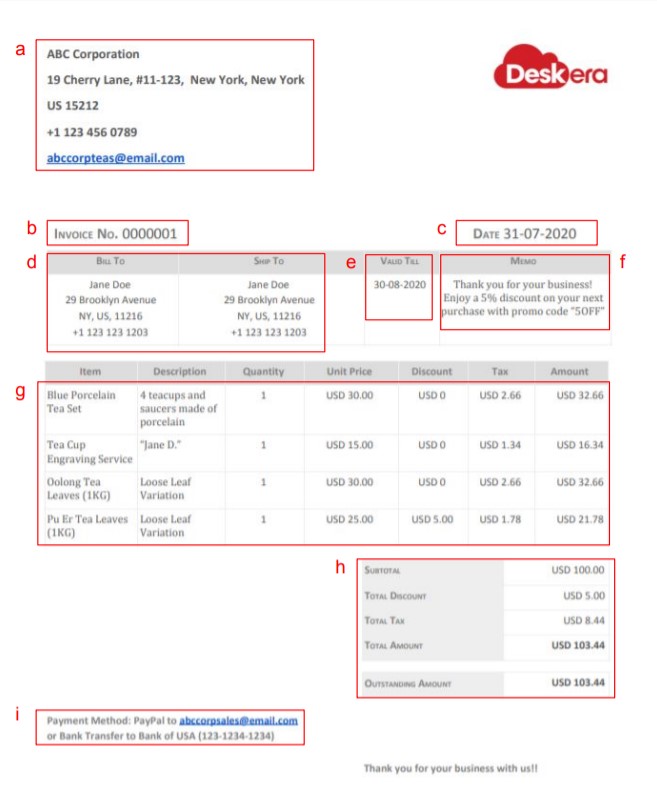 a
ABC Corporation
19 Cherry Lane, #11-123, New York, New York
US 15212
+1 123 456 0789
abccorpteas@email.com
Deskera
b
INVOICE NO. 0000001
c
DATE 31-07-2020
d
BILL TO
SHIP TO
e
VALID TILL
MEMO
f
Jane Doe
29 Brooklyn Avenue
NY, US, 11216
+1 123 123 1203
Jane Doe
29 Brooklyn Avenue
NY, US, 11216
+1 123 123 1203
30-08-2020
Thank you for your business!
Enjoy a 5% discount on your next
purchase with promo code "5OFF"
Item Description Quantity Unit Price Discount Tax Amount
g
Blue Porcelain
Tea Set
4 teacups and
saucers made of
porcelain
1 USD 30.00 USD 0 USD 2.66 USD 32.66
Tea Cup
Engraving Service
"Jane D."
1 USD 15.00 USD 0 USD 1.34 USD 16.34
Oolong Tea
Leaves (1KG)
Loose Leaf
Variation
1 USD 30.00 USD 0 USD 2.66 USD 32.66
Pu Er Tea Leaves
(1KG)
Loose Leaf
Variation
1 USD 25.00 USD 5.00 USD 1.78 USD 21.78
h
SUBTOTAL USD 100.00
TOTAL DISCOUNT USD 5.00
TOTAL TAX USD 8.44
TOTAL AMOUNT USD 103.44
OUTSTANDING AMOUNT USD 103.44
i
Payment Method: PayPal to abccorpsales@email.com
or Bank Transfer to Bank of USA (123-1234-1234)
Thank you for your business with us!!